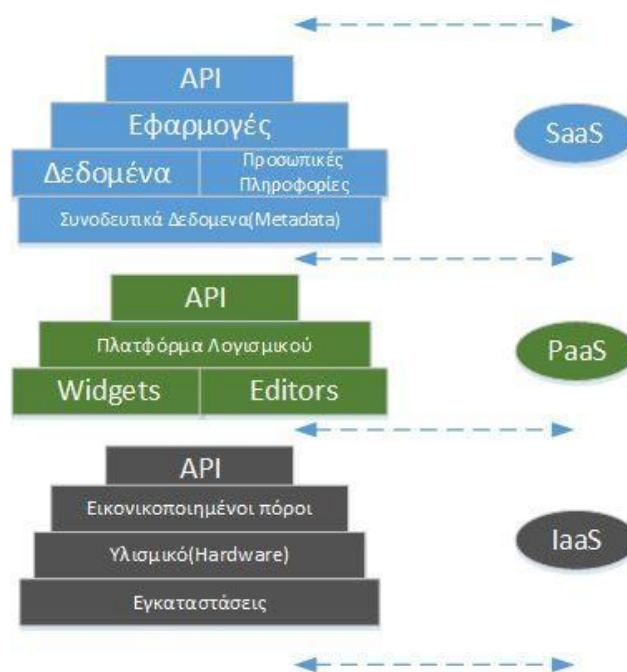 API
Εφαρμογές
Δεδομένα
Προσωπικές
Πληροφορίες
Συνοδευτικά Δεδομενα(Metadata)
SaaS
API
Πλατφόρμα Λογισμικού
Widgets
Editors
PaaS
API
Εικονικοποιημένοι πόροι
Υλισμικό(Hardware)
Εγκαταστάσεις
IaaS